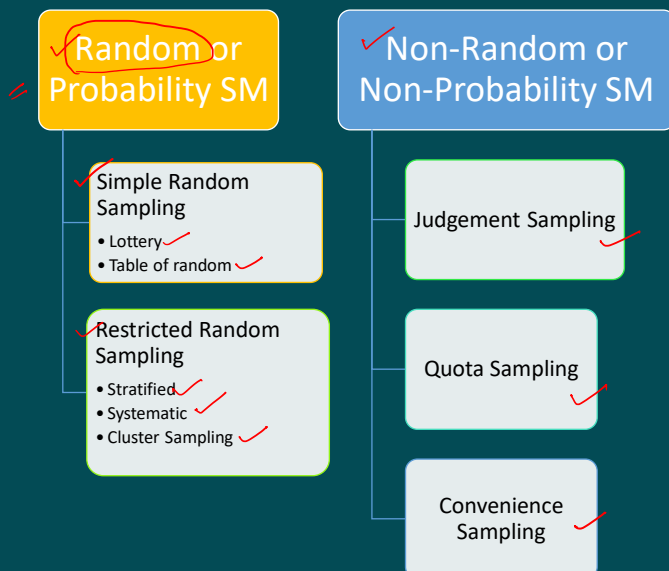 Random or
Probability SM
Simple Random
Sampling
• Lottery
• Table of random
Restricted Random
Sampling
• Stratified
• Systematic
• Cluster Sampling
Non-Random or
Non-Probability SM
Judgement Sampling
Quota Sampling
Convenience
Sampling